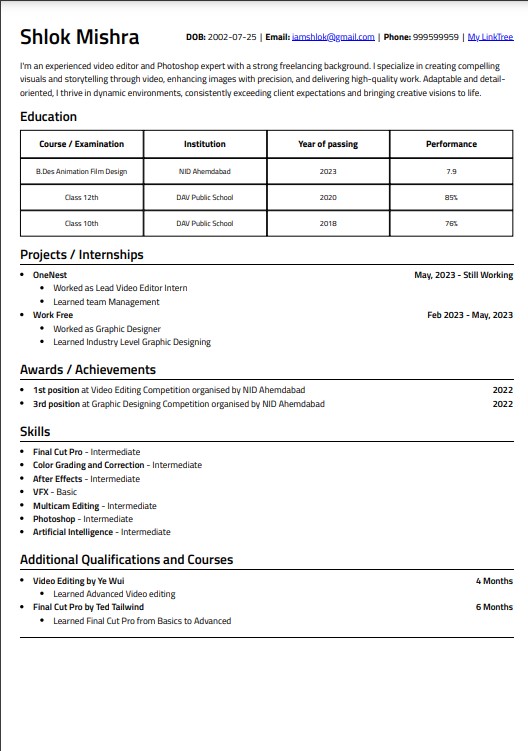 Shlok Mishra
DOB: 2002-07-25 | Email: iamshlok@gmail.com | Phone: 999599959 | My LinkTree
I'm an experienced video editor and Photoshop expert with a strong freelancing background. I specialize in creating compelling
visuals and storytelling through video, enhancing images with precision, and delivering high-quality work. Adaptable and detail-
oriented, I thrive in dynamic environments, consistently exceeding client expectations and bringing creative visions to life.
Education
Course / Examination Institution Year of passing Performance
B.Des Animation Film Design NID Ahemdabad 2023 7.9
Class 12th DAV Public School 2020 85%
Class 10th DAV Public School 2018 76%
Projects / Internships
• OneNest May, 2023 - Still Working
• Worked as Lead Video Editor Intern
• Learned team Management
• Work Free Feb 2023 - May, 2023
• Worked as Graphic Designer
• Learned Industry Level Graphic Designing
Awards / Achievements
• 1st position at Video Editing Competition organised by NID Ahemdabad 2022
• 3rd position at Graphic Designing Competition organised by NID Ahemdabad 2022
Skills
• Final Cut Pro - Intermediate
• Color Grading and Correction - Intermediate
• After Effects - Intermediate
• VFX - Basic
• Multicam Editing - Intermediate
• Photoshop - Intermediate
• Artificial Intelligence - Intermediate
Additional Qualifications and Courses
• Video Editing by Ye Wui 4 Months
• Learned Advanced Video editing
• Final Cut Pro by Ted Tailwind 6 Months
• Learned Final Cut Pro from Basics to Advanced